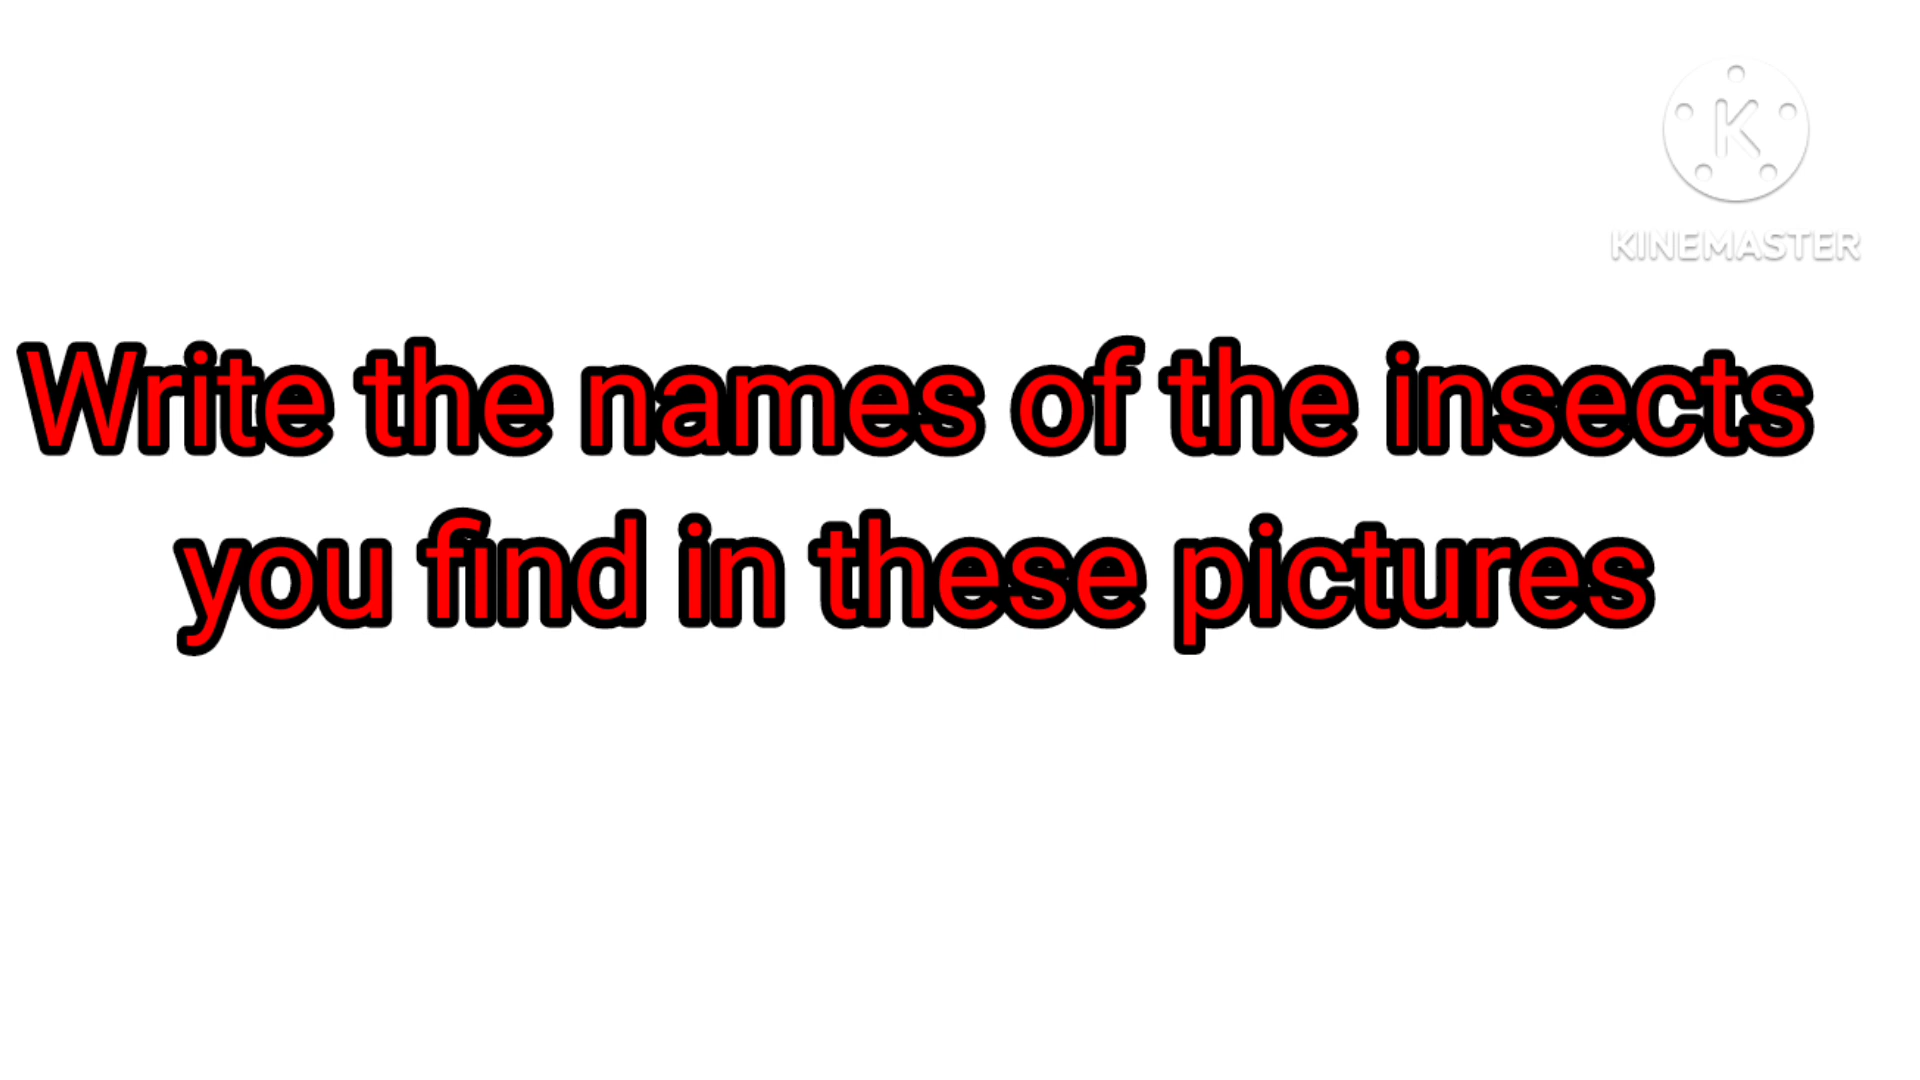 K
KINEMASTER
Write the names of the insects
you find in these pictures